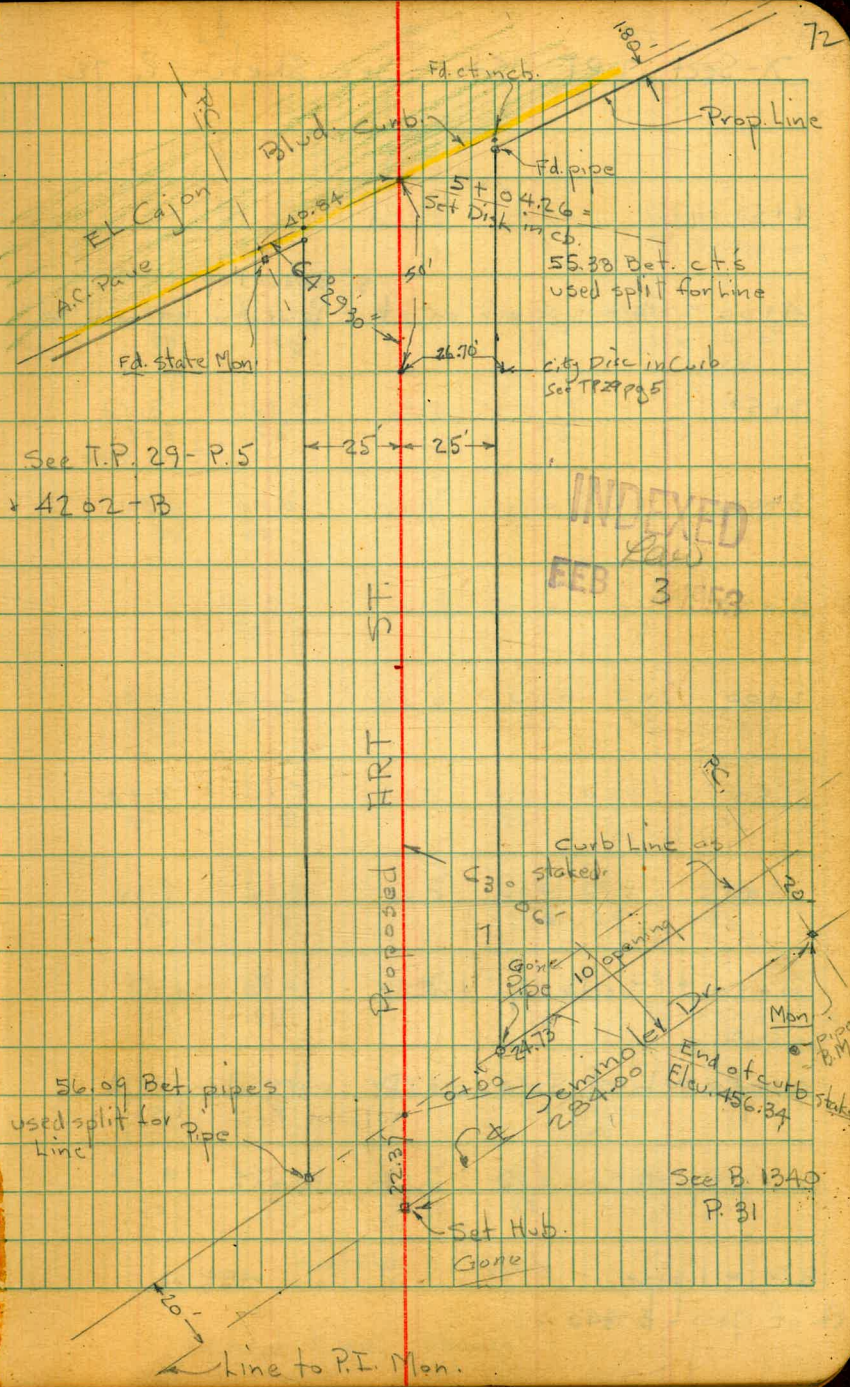 72
1.80'
Fd. ct. in cb.
P.C.
Blvd. Curb.
Prop. Line
Fd. pipe
EL Cajon
40.84
5+04.26 =
Set Disk in cb.
A.C. Pave
64°29'30"=
50'
55.38 Bet. c.t.'s
used split for Line
Fd. State Mon.
26.70'
City Disc in Curb
See TP29pg5
See T.P. 29 - P. 5
25' 25'
4202-B
INDEXED
FEB 3
Proposed ART ST.
P.C.
Curb Line as
staked.
20'
10' opening
Gone
Pipe
24.73
Mon
B.M.
Seminole Dr.
284.00
0+00
End of curb stake
Elev. 456.34
56.09 Bet. pipes
used split for
Line
Pipe
22.37
See B. 1340
P. 31
Set Hub.
Gone
20'
Line to P.I. Mon.